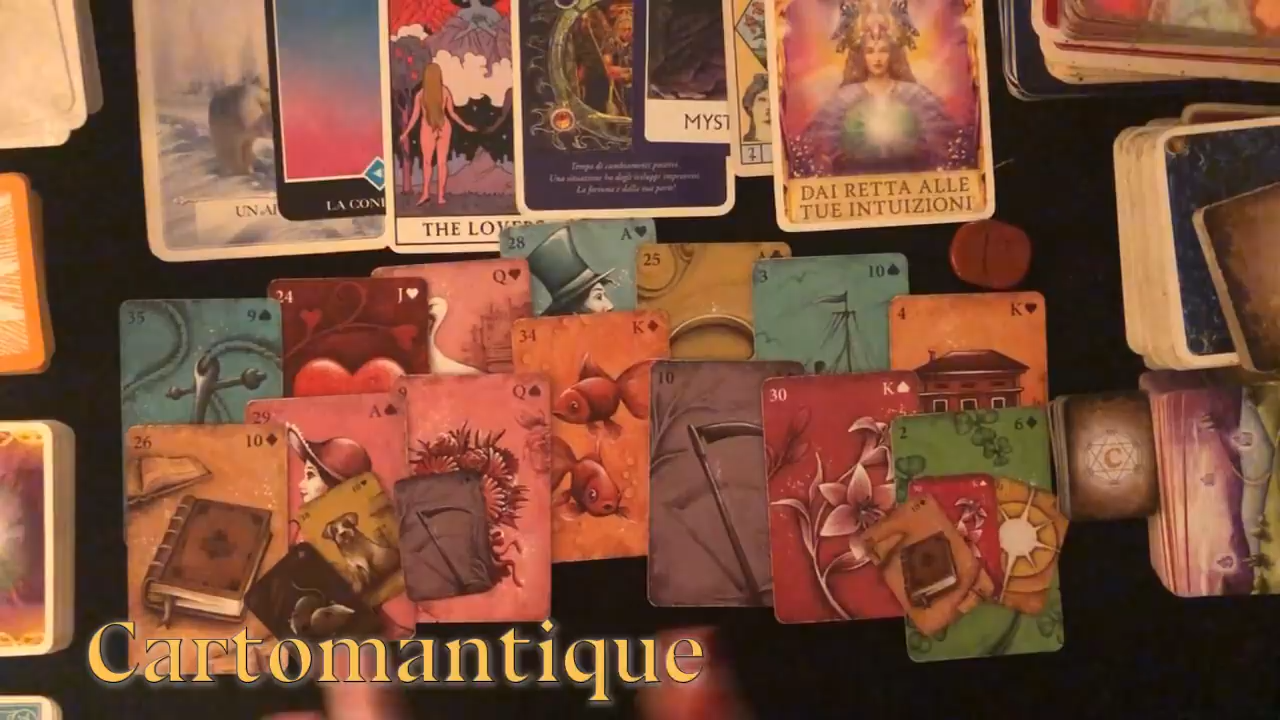 UN A
LA CON
THE LOVERS
Tempo di cambiamenti positivi.
Una situazione ha degli sviluppi improvvisi.
La fortuna è dalla tua parte!
MYST
DAI RETTA ALLE
TUE INTUIZIONI
28 A♥
25 A♣
3 10♠
4 K♥
35 9♠
24 J♥
Q♥
34 K♦
10
30 K♠
2 6♦
26 10♦
29 A♠
9 Q♠
C
Cartomantique